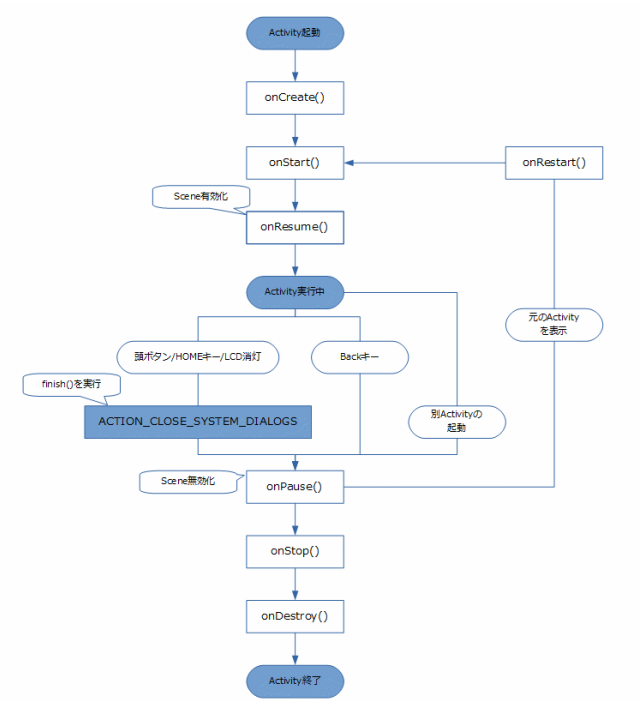 Activity起動
onCreate()
onStart()
onRestart()
Scene有効化
onResume()
Activity実行中
元のActivity
を表示
頭ボタン/HOMEキー/LCD消灯
Backキー
finish()を実行
ACTION_CLOSE_SYSTEM_DIALOGS
別Activityの
起動
Scene無効化
onPause()
onStop()
onDestroy()
Activity終了